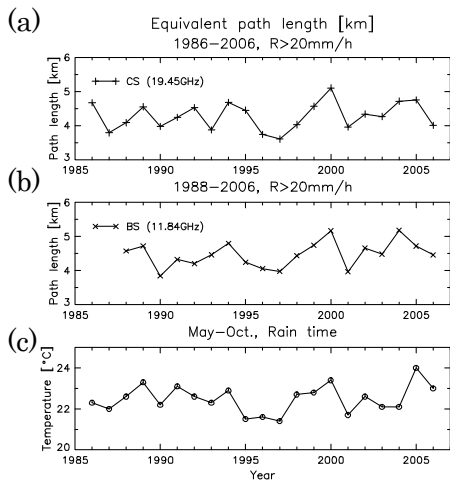 (a)
Equivalent path length [km]
1986-2006, R>20mm/h
Path length [km]
6
5
4
3
CS (19.45GHz)
1985 1990 1995 2000 2005
(b)
1988-2006, R>20mm/h
Path length [km]
6
5
4
3
BS (11.84GHz)
1985 1990 1995 2000 2005
(c)
May-Oct., Rain time
Temperature [°C]
24
22
20
1985 1990 1995 2000 2005
Year